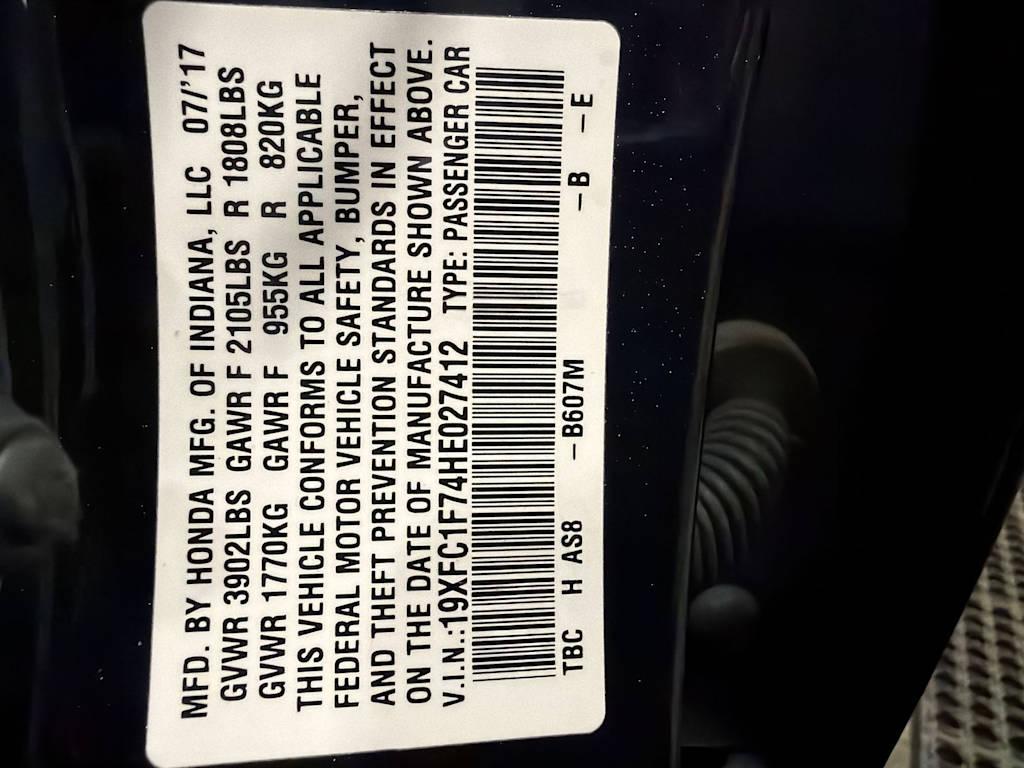 MFD. BY HONDA MFG. OF INDIANA, LLC 07/'17
GVWR 3902LBS GAWR F 2105LBS R 1808LBS
GVWR 1770KG GAWR F 955KG R 820KG
THIS VEHICLE CONFORMS TO ALL APPLICABLE
FEDERAL MOTOR VEHICLE SAFETY, BUMPER,
AND THEFT PREVENTION STANDARDS IN EFFECT
ON THE DATE OF MANUFACTURE SHOWN ABOVE.
V.I.N.:19XFC1F74HE027412 TYPE: PASSENGER CAR
TBC H AS8 –B607M –B –E